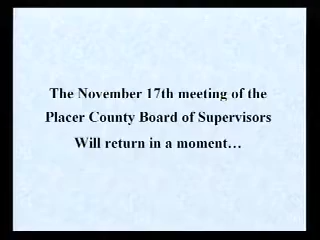 The November 17th meeting of the
Placer County Board of Supervisors
Will return in a moment…